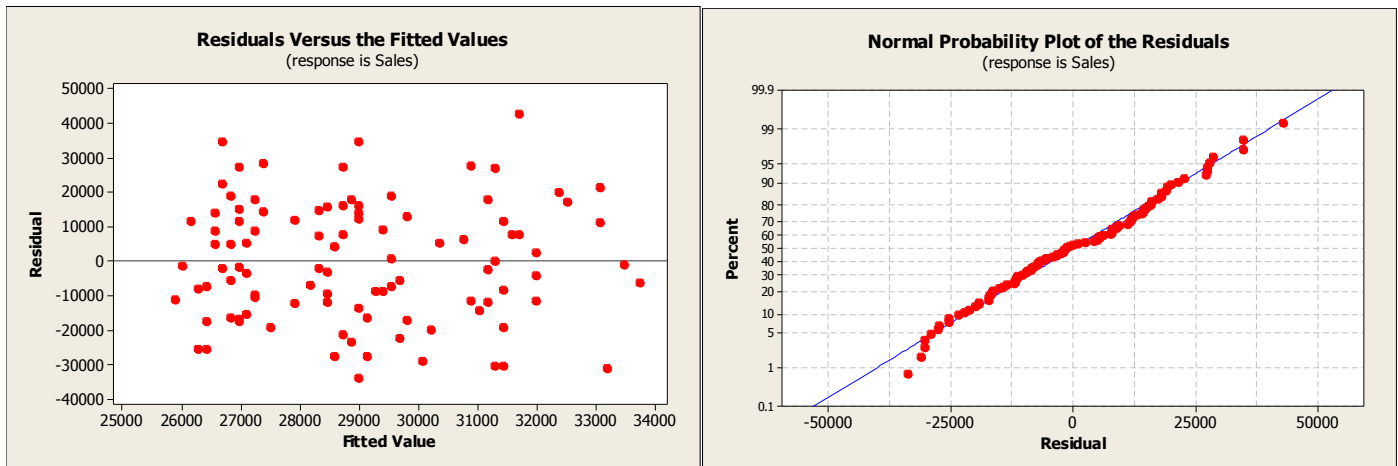 Residuals Versus the Fitted Values
(response is Sales)
50000
40000
30000
20000
10000
0
-10000
-20000
-30000
-40000
Residual
25000 26000 27000 28000 29000 30000 31000 32000 33000 34000
Fitted Value
Normal Probability Plot of the Residuals
(response is Sales)
99.9
99
95
90
80
70
60
50
40
30
20
10
5
1
0.1
Percent
-50000 -25000 0 25000 50000
Residual